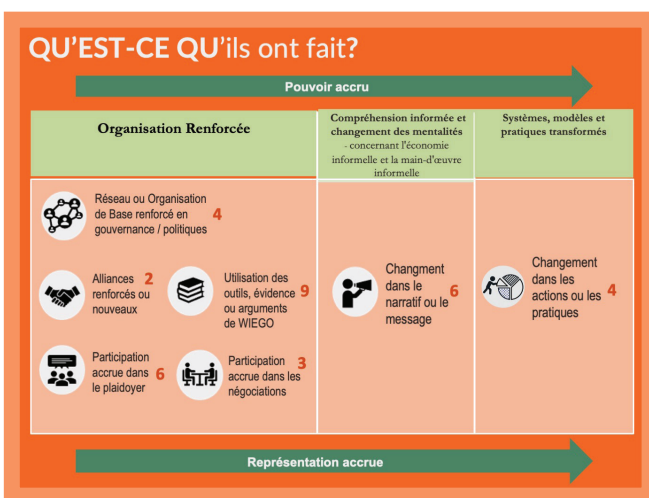 QU'EST-CE QU'ils ont fait?
Pouvoir accru
Organisation Renforcée
Compréhension informée et
changement des mentalités
- concernant l'économie
informelle et la main-d'œuvre
informelle
Systèmes, modèles et
pratiques transformés
Réseau ou Organisation
de Base renforcé en
gouvernance / politiques
4
Alliances
renforcés ou
nouveaux
2
Utilisation des
outils, évidence
ou arguments
de WIEGO
9
Participation
accrue dans
le plaidoyer
6
Participation
accrue dans les
négociations
3
Changment
dans le
narratif ou le
message
6
Changement
dans les
actions ou les
pratiques
4
Représentation accrue